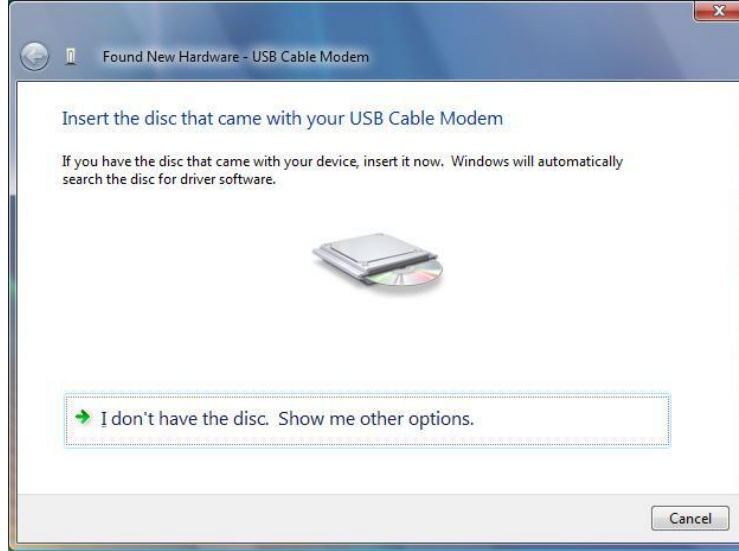 Found New Hardware - USB Cable Modem
Insert the disc that came with your USB Cable Modem
If you have the disc that came with your device, insert it now.  Windows will automatically
search the disc for driver software.
I don't have the disc.  Show me other options.
Cancel